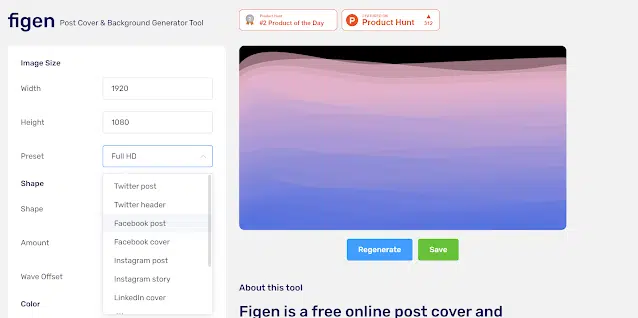 figen Post Cover & Background Generator Tool
Product Hunt
#2 Product of the Day
Product Hunt
312
Image Size
Width
1920
Height
1080
Preset
Full HD
Twitter post
Twitter header
Facebook post
Facebook cover
Instagram post
Instagram story
LinkedIn cover
Shape
Shape
Amount
Wave Offset
Color
Regenerate
Save
About this tool
Figen is a free online post cover and